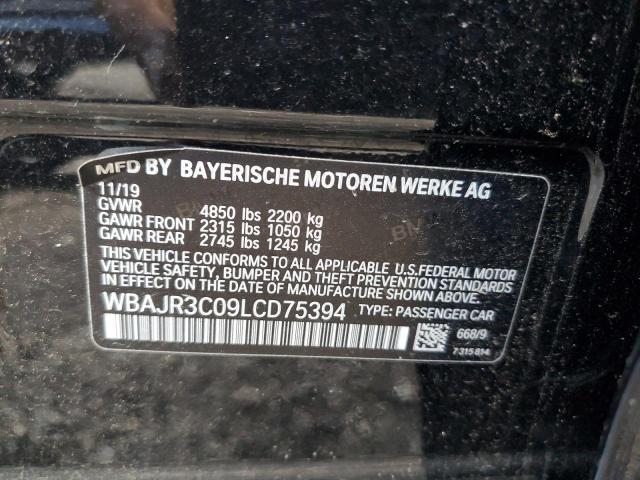 MFD BY BAYERISCHE MOTOREN WERKE AG
11/19
GVWR 4850 lbs 2200 kg
GAWR FRONT 2315 lbs 1050 kg
GAWR REAR 2745 lbs 1245 kg
THIS VEHICLE CONFORMS TO ALL APPLICABLE U.S.FEDERAL MOTOR
VEHICLE SAFETY, BUMPER AND THEFT PREVENTION STANDARDS
IN EFFECT ON THE DATE OF MANUFACTURE SHOWN ABOVE.
WBAJR3C09LCD75394 TYPE: PASSENGER CAR
668/9
7315814